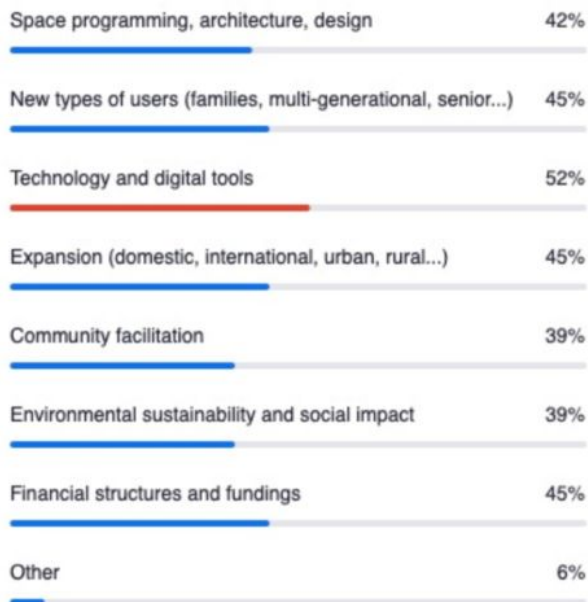 Space programming, architecture, design 42%
New types of users (families, multi-generational, senior...) 45%
Technology and digital tools 52%
Expansion (domestic, international, urban, rural...) 45%
Community facilitation 39%
Environmental sustainability and social impact 39%
Financial structures and fundings 45%
Other 6%